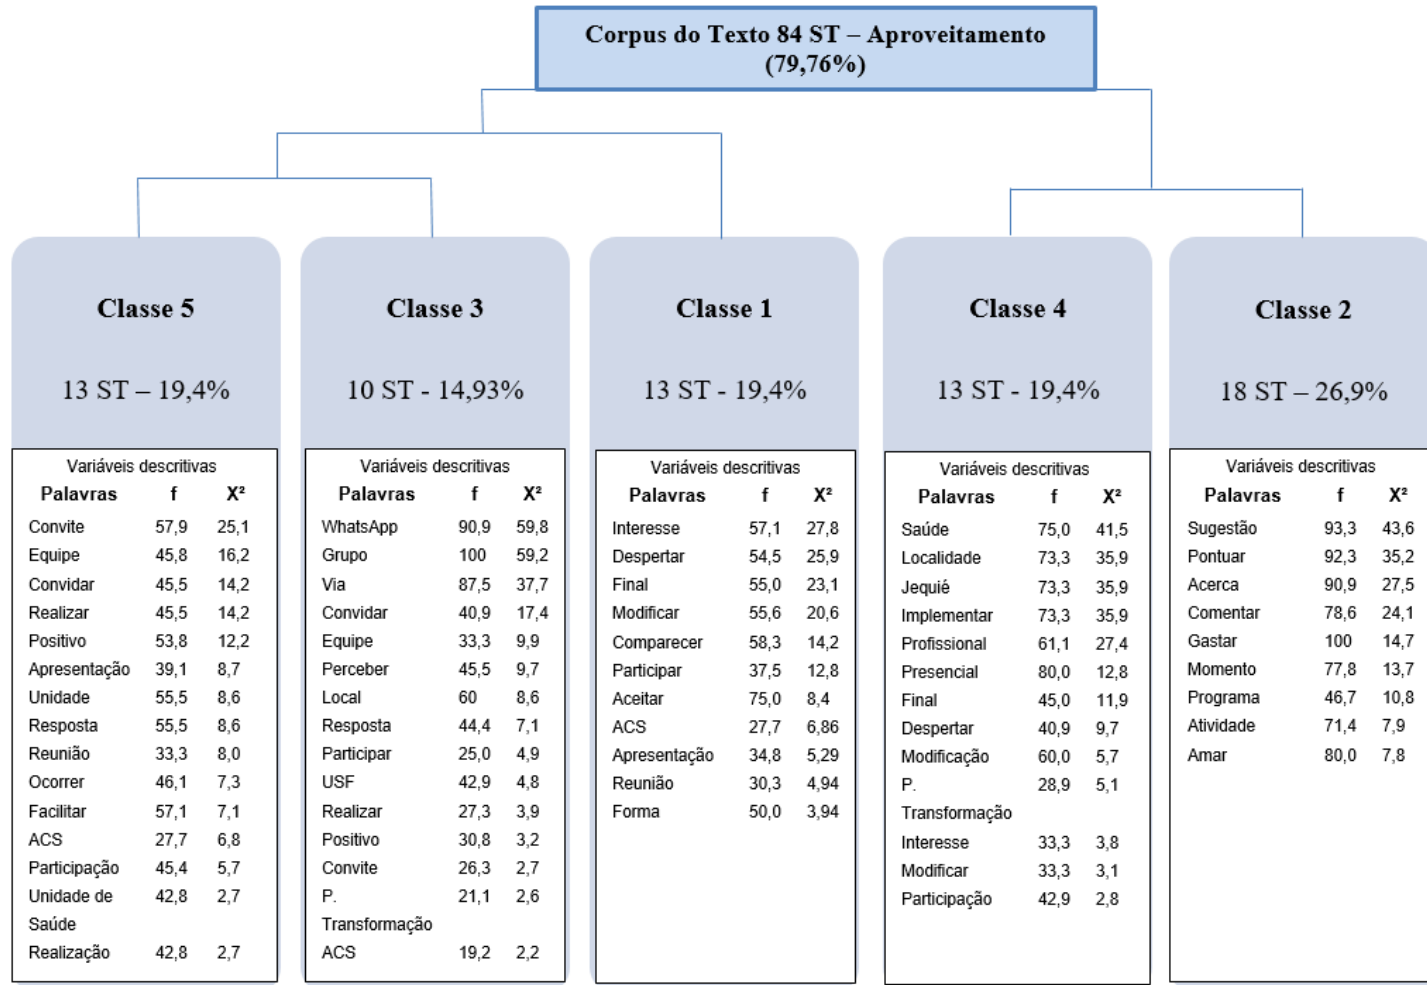 Corpus do Texto 84 ST – Aproveitamento
(79,76%)
Classe 5
13 ST – 19,4%
Variáveis descritivas
Palavras f X²
Convite 57,9 25,1
Equipe 45,8 16,2
Convidar 45,5 14,2
Realizar 45,5 14,2
Positivo 53,8 12,2
Apresentação 39,1 8,7
Unidade 55,5 8,6
Resposta 55,5 8,6
Reunião 33,3 8,0
Ocorrer 46,1 7,3
Facilitar 57,1 7,1
ACS 27,7 6,8
Participação 45,4 5,7
Unidade de 42,8 2,7
Saúde
Realização 42,8 2,7
Classe 3
10 ST - 14,93%
Variáveis descritivas
Palavras f X²
WhatsApp 90,9 59,8
Grupo 100 59,2
Via 87,5 37,7
Convidar 40,9 17,4
Equipe 33,3 9,9
Perceber 45,5 9,7
Local 60 8,6
Resposta 44,4 7,1
Participar 25,0 4,9
USF 42,9 4,8
Realizar 27,3 3,9
Positivo 30,8 3,2
Convite 26,3 2,7
P. 21,1 2,6
Transformação
ACS 19,2 2,2
Classe 1
13 ST - 19,4%
Variáveis descritivas
Palavras f X²
Interesse 57,1 27,8
Despertar 54,5 25,9
Final 55,0 23,1
Modificar 55,6 20,6
Comparecer 58,3 14,2
Participar 37,5 12,8
Aceitar 75,0 8,4
ACS 27,7 6,86
Apresentação 34,8 5,29
Reunião 30,3 4,94
Forma 50,0 3,94
Classe 4
13 ST - 19,4%
Variáveis descritivas
Palavras f X²
Saúde 75,0 41,5
Localidade 73,3 35,9
Jequié 73,3 35,9
Implementar 73,3 35,9
Profissional 61,1 27,4
Presencial 80,0 12,8
Final 45,0 11,9
Despertar 40,9 9,7
Modificação 60,0 5,7
P. 28,9 5,1
Transformação
Interesse 33,3 3,8
Modificar 33,3 3,1
Participação 42,9 2,8
Classe 2
18 ST – 26,9%
Variáveis descritivas
Palavras f X²
Sugestão 93,3 43,6
Pontuar 92,3 35,2
Acerca 90,9 27,5
Comentar 78,6 24,1
Gastar 100 14,7
Momento 77,8 13,7
Programa 46,7 10,8
Atividade 71,4 7,9
Amar 80,0 7,8